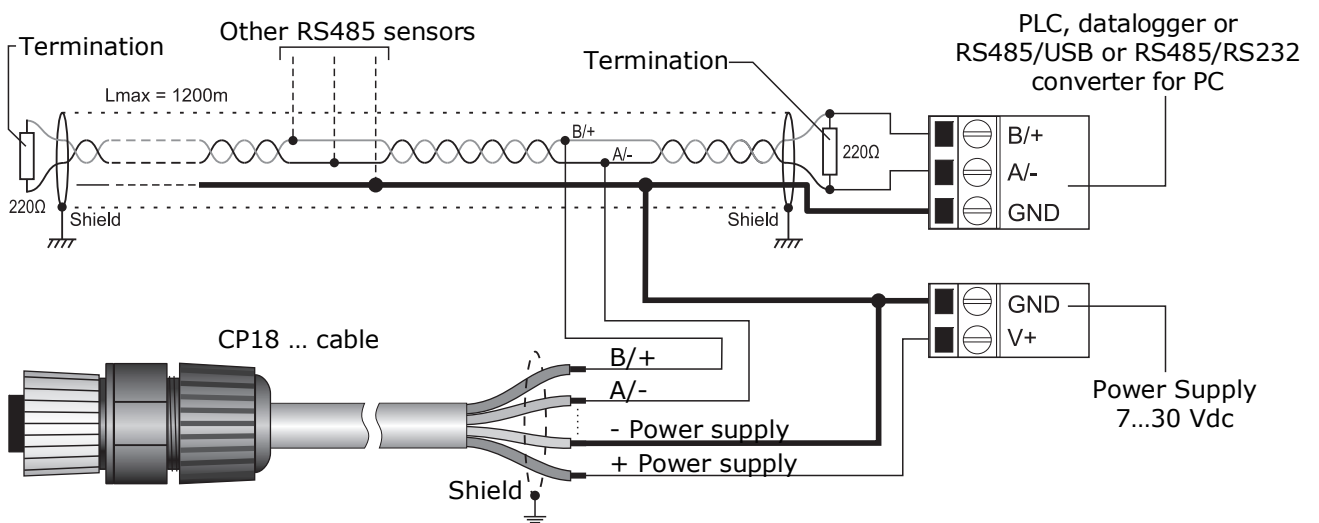 Termination
Other RS485 sensors
Termination
PLC, datalogger or
RS485/USB or RS485/RS232
converter for PC
Lmax = 1200m
B/+
A/-
220Ω
B/+
A/-
GND
220Ω
Shield
Shield
GND
V+
CP18 ... cable
B/+
A/-
- Power supply
+ Power supply
Shield
Power Supply
7...30 Vdc